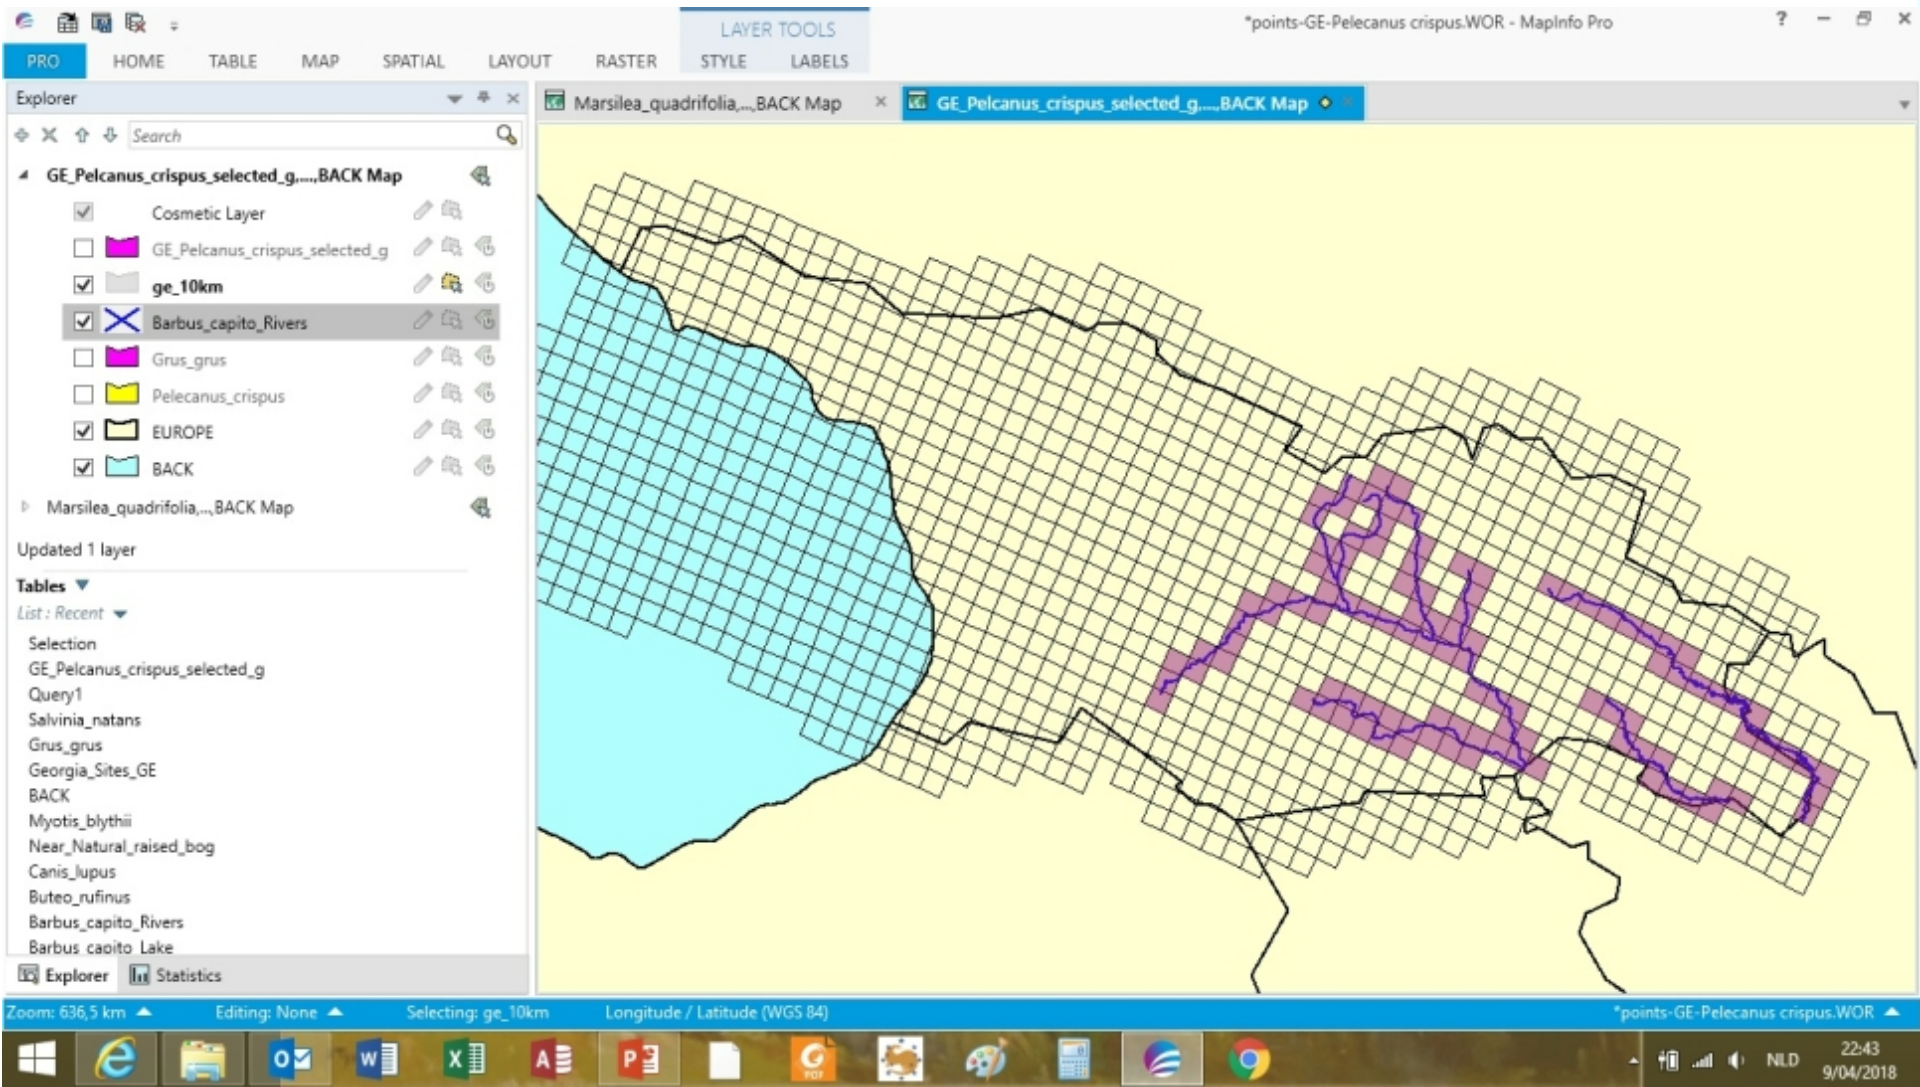 LAYER TOOLS
*points-GE-Pelecanus crispus.WOR - MapInfo Pro
?
PRO HOME TABLE MAP SPATIAL LAYOUT RASTER STYLE LABELS
Explorer
Marsilea_quadrifolia,...,BACK Map
GE_Pelcanus_crispus_selected_g,...,BACK Map
Search
GE_Pelcanus_crispus_selected_g,...,BACK Map
Cosmetic Layer
GE_Pelcanus_crispus_selected_g
ge_10km
Barbus_capito_Rivers
Grus_grus
Pelecanus_crispus
EUROPE
BACK
Marsilea_quadrifolia,...,BACK Map
Updated 1 layer
Tables
List : Recent
Selection
GE_Pelcanus_crispus_selected_g
Query1
Salvinia_natans
Grus_grus
Georgia_Sites_GE
BACK
Myotis_blythii
Near_Natural_raised_bog
Canis_lupus
Buteo_rufinus
Barbus_capito_Rivers
Barbus_capito_Lake
Explorer Statistics
Zoom: 636,5 km Editing: None Selecting: ge_10km Longitude / Latitude (WGS 84) *points-GE-Pelecanus crispus.WOR
NLD
22:43
9/04/2018